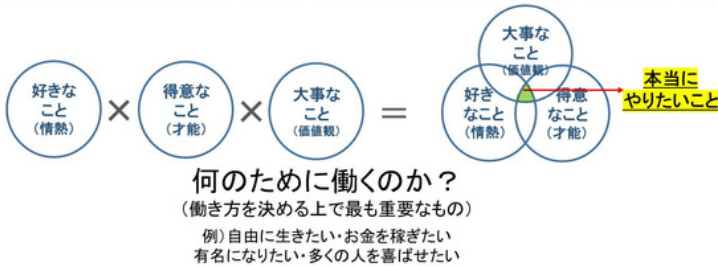 好きな
こと
(情熱)
×
得意な
こと
(才能)
×
大事な
こと
(価値観)
=
大事な
こと
(価値観)
好き
なこと
(情熱)
得意
なこと
(才能)
本当に
やりたいこと
何のために働くのか？
(働き方を決める上で最も重要なもの)
例)自由に生きたい・お金を稼ぎたい
有名になりたい・多くの人を喜ばせたい